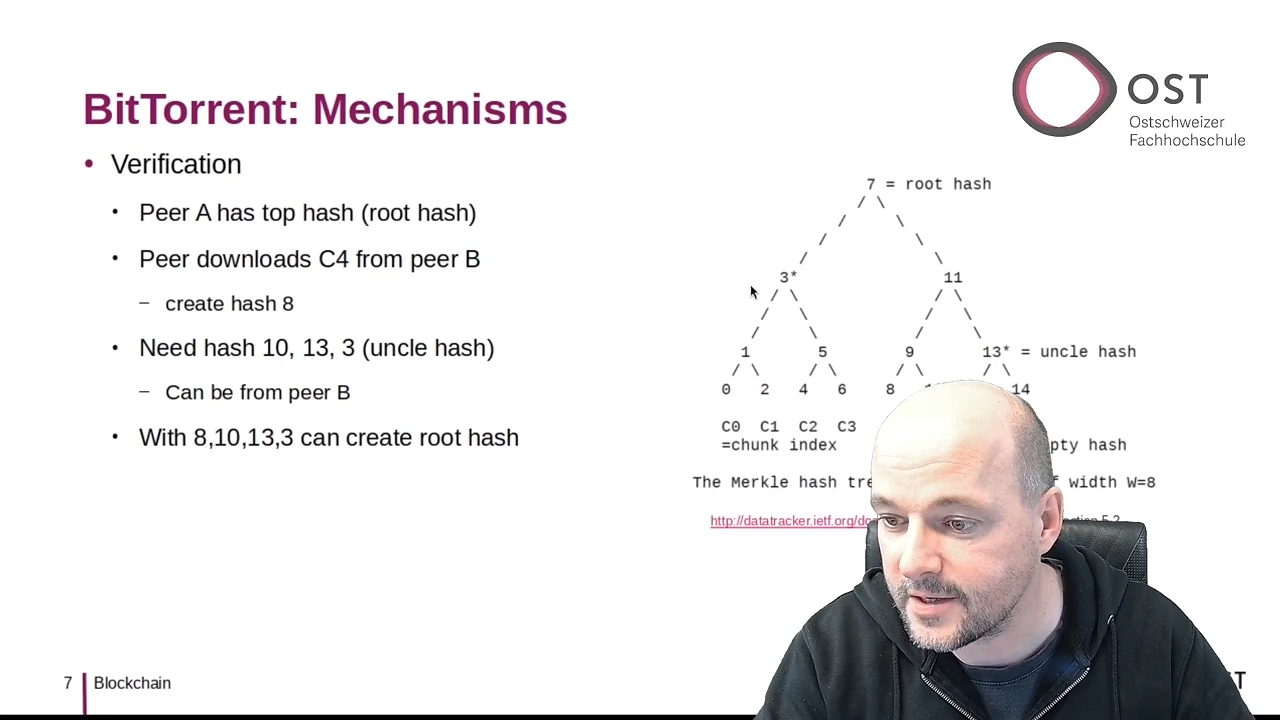 OST
Ostschweizer
Fachhochschule
BitTorrent: Mechanisms
• Verification
• Peer A has top hash (root hash)
• Peer downloads C4 from peer B
– create hash 8
• Need hash 10, 13, 3 (uncle hash)
– Can be from peer B
• With 8,10,13,3 can create root hash
7 = root hash
3* 11
1 5 9 13* = uncle hash
0 2 4 6 8 14
C0 C1 C2 C3
=chunk index hash
The Merkle hash width W=8
7 Blockchain